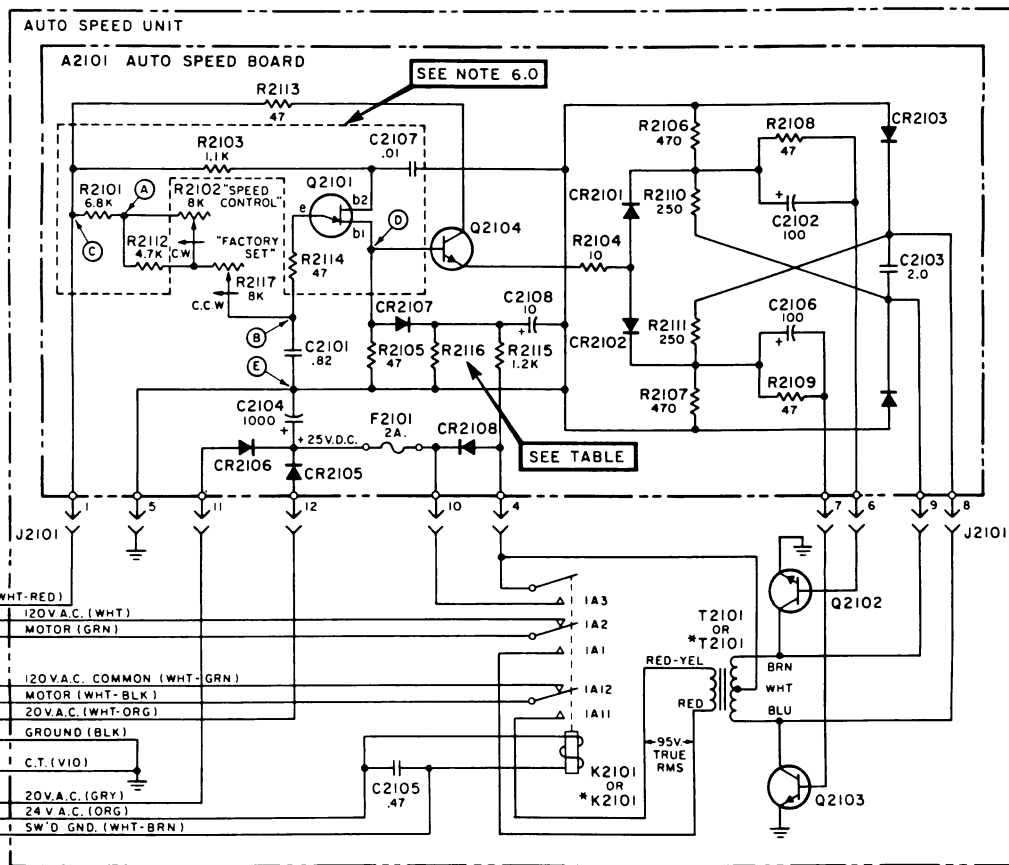 AUTO SPEED UNIT
A2101 AUTO SPEED BOARD
SEE NOTE 6.0
R2113
47
R2103
1.1K
C2107
.01
R2106
470
R2108
47
CR2103
R2101
6.8K
A
R2102
8K
"SPEED
CONTROL"
Q2101
b2
e
b1
D
Q2104
CR2101
R2110
250
+
C2102
100
C
R2112
4.7K
C.W.
"FACTORY
SET"
R2114
47
R2104
10
C2103
2.0
R2117
8K
C.C.W.
CR2107
C2108
10
+
CR2102
R2111
250
C2106
100
+
B
C2101
.82
R2105
47
R2116
R2115
1.2K
E
R2107
470
R2109
47
C2104
1000
+
F2101
2A.
+25V.D.C.
CR2108
CR2106
CR2105
SEE TABLE
1
5
11
12
10
4
7
6
9
8
J2101
J2101
WHT-RED)
120V.A.C.(WHT)
MOTOR (GRN)
1A3
1A2
1A1
Q2102
T2101
OR
*T2101
RED-YEL
BRN
120V.A.C. COMMON (WHT-GRN)
MOTOR (WHT-BLK)
20V.A.C.(WHT-ORG)
1A12
1A11
WHT
RED
BLU
GROUND (BLK)
C.T.(VIO)
95V.
TRUE
RMS
C2105
.47
K2101
OR
*K2101
Q2103
20V.A.C.(GRY)
24V.A.C.(ORG)
SW'D GND.(WHT-BRN)